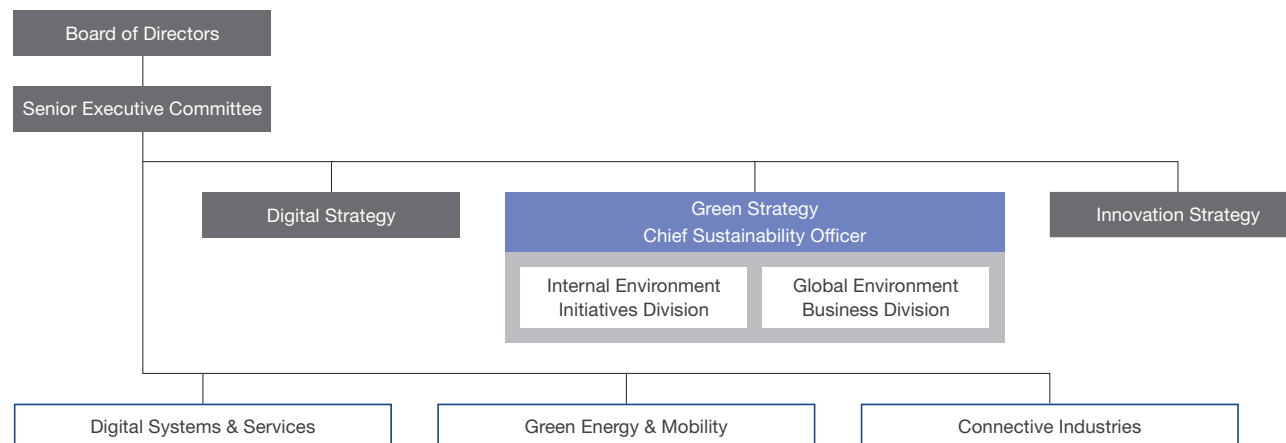 Board of Directors
Senior Executive Committee
Digital Strategy
Green Strategy
Chief Sustainability Officer
Innovation Strategy
Internal Environment
Initiatives Division
Global Environment
Business Division
Digital Systems & Services
Green Energy & Mobility
Connective Industries